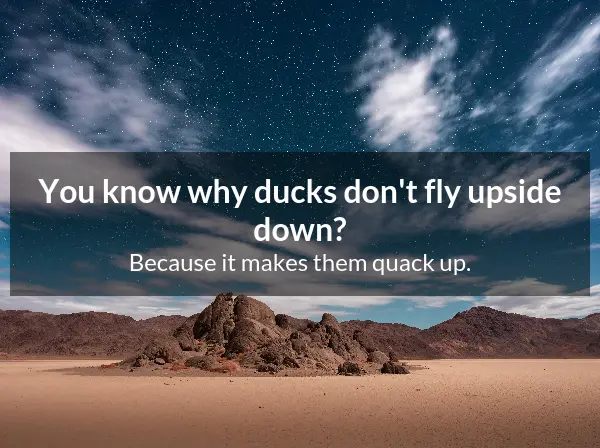 You know why ducks don't fly upside
down?
Because it makes them quack up.